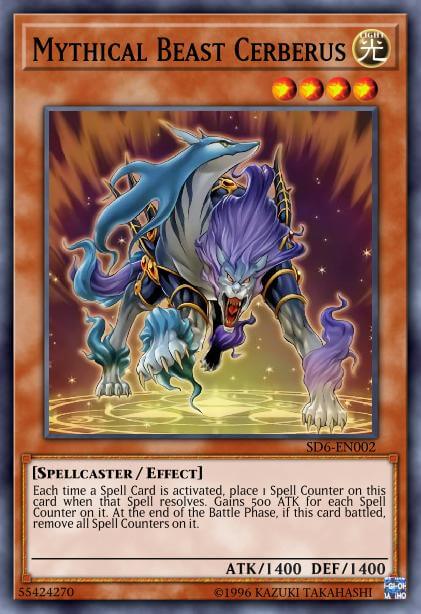 Mythical Beast Cerberus
LIGHT
光
SD6-EN002
[Spellcaster / Effect]
Each time a Spell Card is activated, place 1 Spell Counter on this
card when that Spell resolves. Gains 500 ATK for each Spell
Counter on it. At the end of the Battle Phase, if this card battled,
remove all Spell Counters on it.
ATK/1400 DEF/1400
55424270
©1996 KAZUKI TAKAHASHI